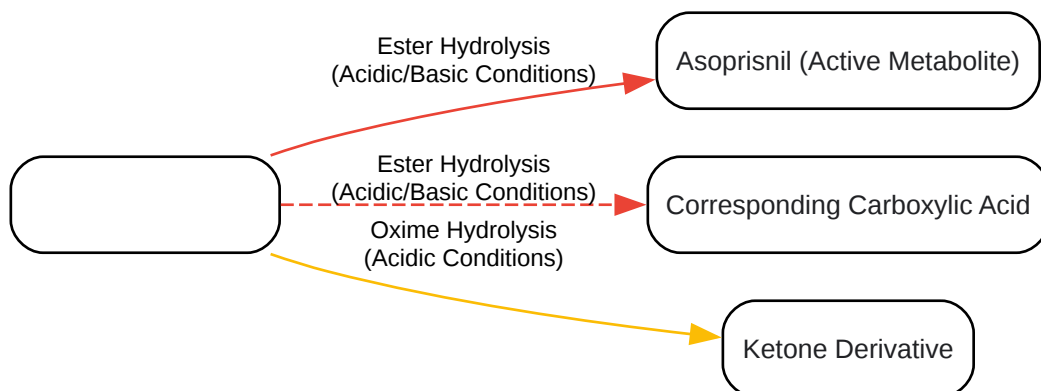 Ester Hydrolysis
(Acidic/Basic Conditions)
Asoprisnil (Active Metabolite)
Ester Hydrolysis
(Acidic/Basic Conditions)
Corresponding Carboxylic Acid
Oxime Hydrolysis
(Acidic Conditions)
Ketone Derivative